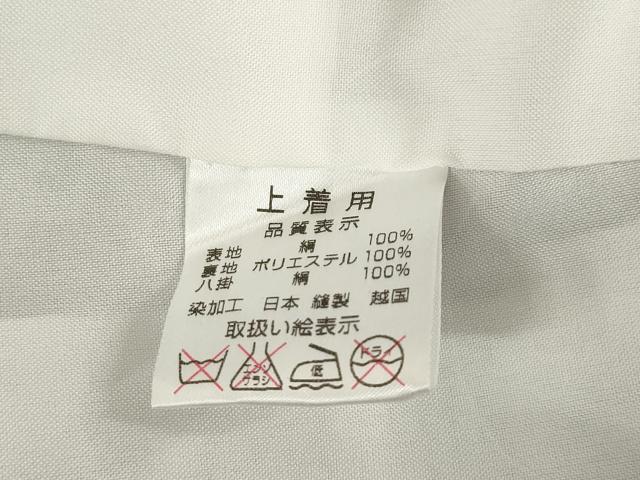 上着用
品質表示
表地 絹 100%
裏地 ポリエステル 100%
八掛 絹 100%
染加工 日本 縫製 越国
取扱い絵表示
エンソ
ブラシ
低
ドライ